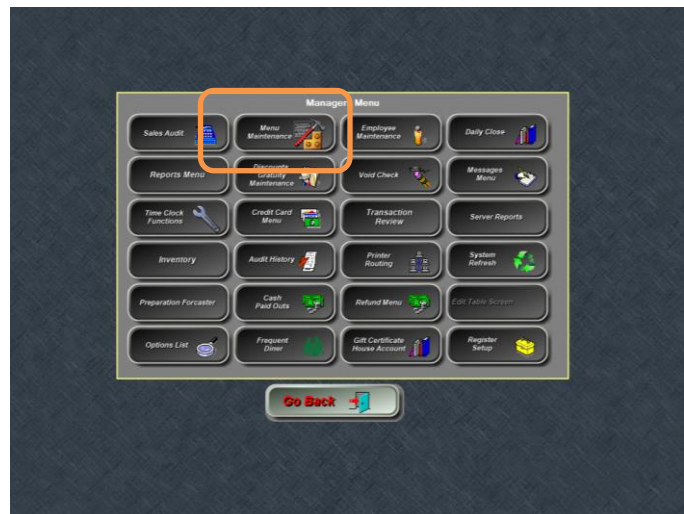 Manager Menu
Sales Audit
Menu
Maintenance
Employee
Maintenance
Daily Close
Reports Menu
Discounts
Gratuity
Maintenance
Void Check
Messages
Menu
Time Clock
Functions
Credit Card
Menu
Transaction
Review
Server Reports
Inventory
Audit History
Printer
Routing
System
Refresh
Preparation Forcaster
Cash
Paid Outs
Refund Menu
Edit Table Screen
Options List
Frequent
Diner
Gift Certificate
House Account
Register
Setup
Go Back